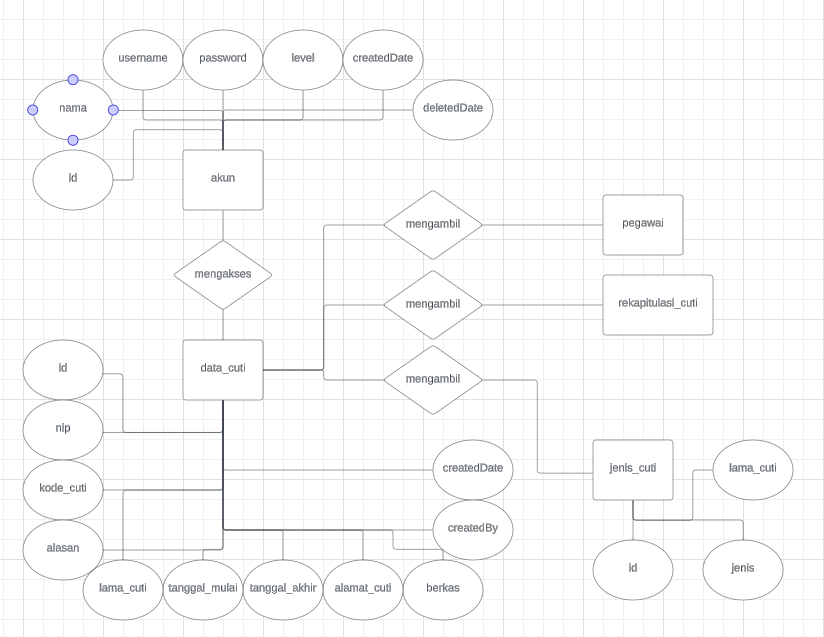 username
password
level
createdDate
nama
deletedDate
id
akun
mengambil
pegawai
mengakses
mengambil
rekapitulasi_cuti
id
data_cuti
mengambil
nip
createdDate
jenis_cuti
lama_cuti
kode_cuti
createdBy
alasan
id
jenis
lama_cuti
tanggal_mulai
tanggal_akhir
alamat_cuti
berkas